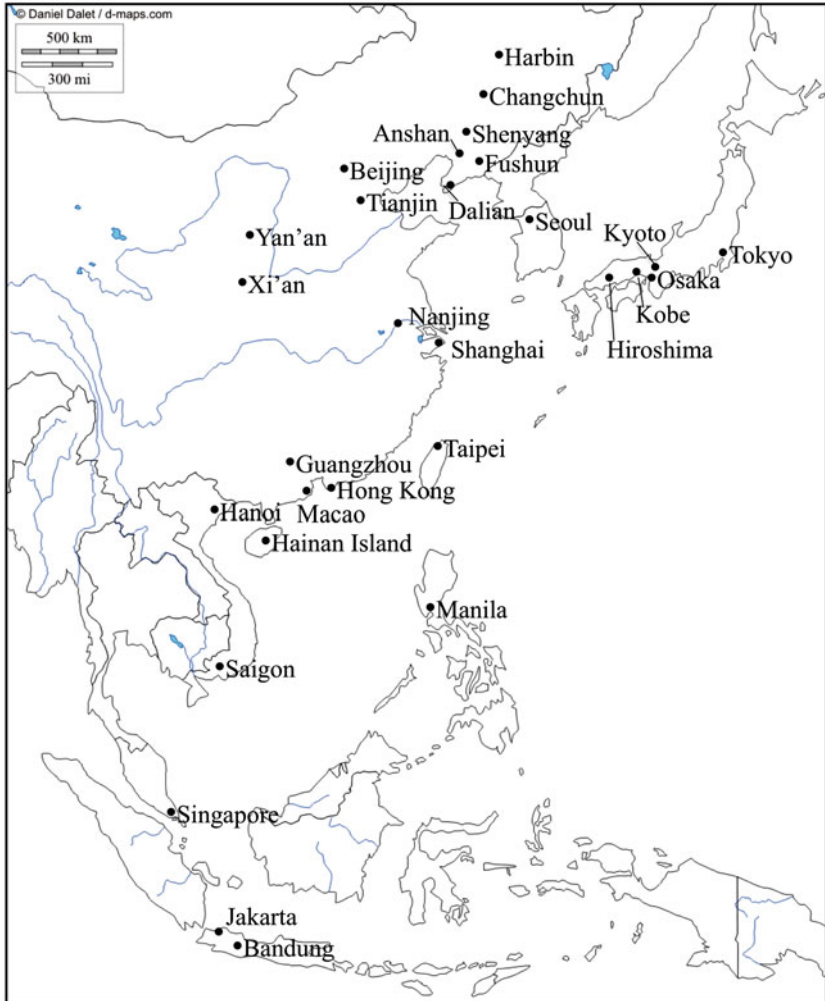 © Daniel Dalet / d-maps.com
500 km
300 mi
Harbin
Changchun
Anshan
Shenyang
Fushun
Beijing
Tianjin
Dalian
Seoul
Yan’an
Kyoto
Tokyo
Xi’an
Osaka
Kobe
Nanjing
Shanghai
Hiroshima
Taipei
Guangzhou
Hong Kong
Hanoi
Macao
Hainan Island
Manila
Saigon
Singapore
Jakarta
Bandung